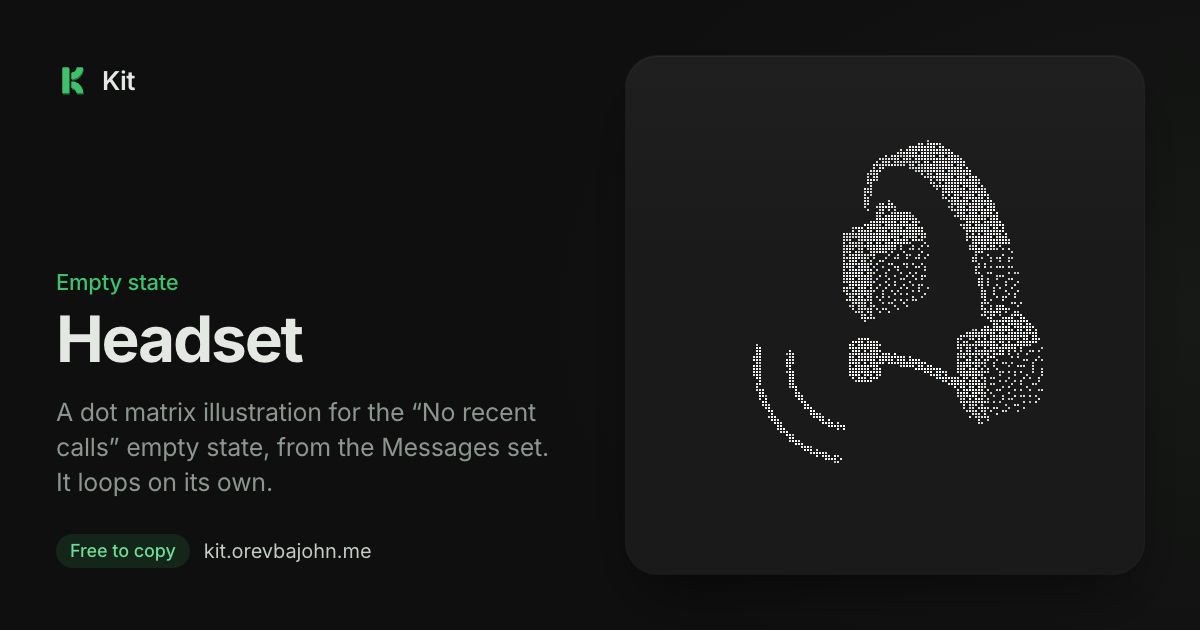 Kit
Empty state
Headset
A dot matrix illustration for the “No recent
calls” empty state, from the Messages set.
It loops on its own.
Free to copy
kit.orevbajohn.me